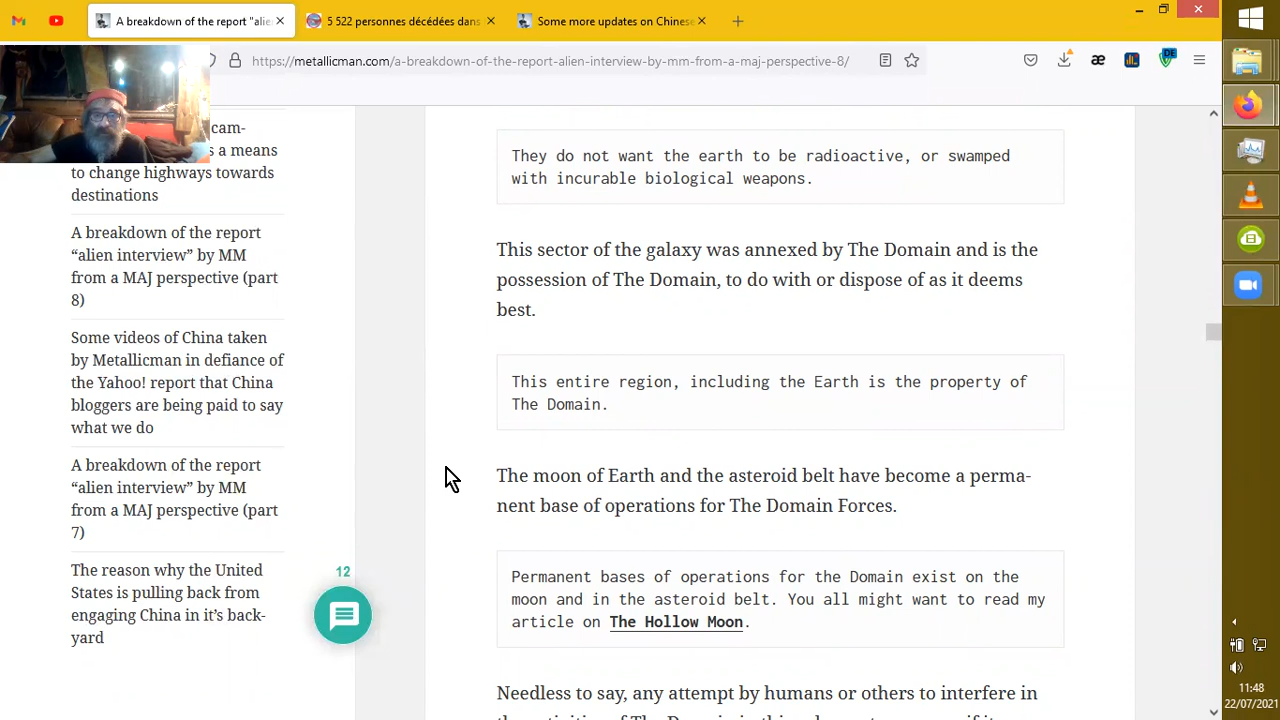 A breakdown of the report "alie
5 522 personnes décédées dans
Some more updates on Chinese
https://metallicman.com/a-breakdown-of-the-r alien-interview-by-mm-from-a-maj-perspective-8/
cam-
s a means
to change highways towards
destinations
A breakdown of the report
“alien interview” by MM
from a MAJ perspective (part
8)
Some videos of China taken
by Metallicman in defiance of
the Yahoo! report that China
bloggers are being paid to say
what we do
A breakdown of the report
“alien interview” by MM
from a MAJ perspective (part
7)
The reason why the United
States is pulling back from
engaging China in it’s back-
yard
12
They do not want the earth to be radioactive, or swamped
with incurable biological weapons.
This sector of the galaxy was annexed by The Domain and is the
possession of The Domain, to do with or dispose of as it deems
best.
This entire region, including the Earth is the property of
The Domain.
The moon of Earth and the asteroid belt have become a perma-
nent base of operations for The Domain Forces.
Permanent bases of operations for the Domain exist on the
moon and in the asteroid belt. You all might want to read my
article on The Hollow Moon.
Needless to say, any attempt by humans or others to interfere in
DE
11:48
22/07/2021